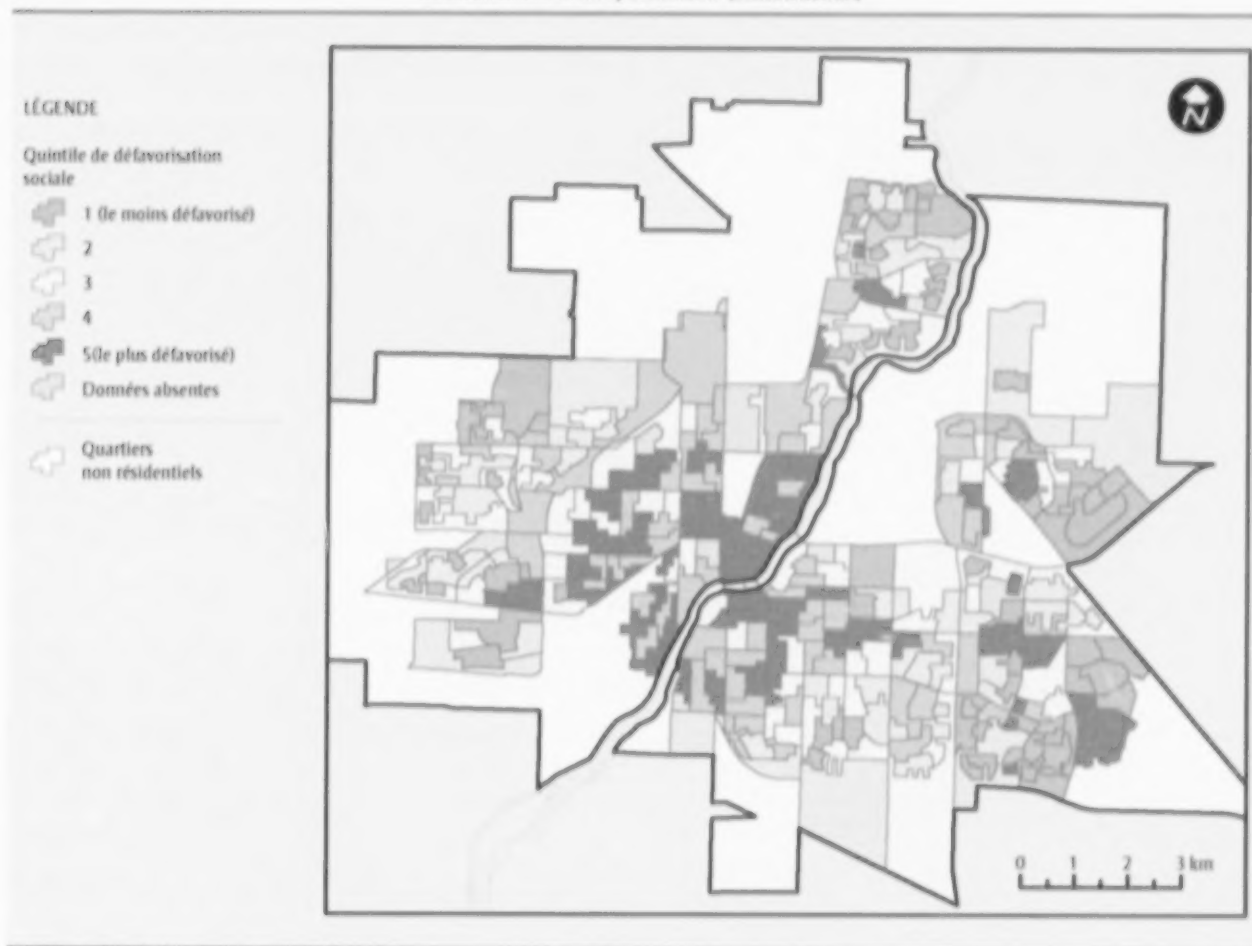 LÉGENDE
Quintile de défavorisation
sociale
1 (le moins défavorisé)
2
3
4
5(le plus défavorisé)
Données absentes
Quartiers
non résidentiels
N
0 1 2 3 km